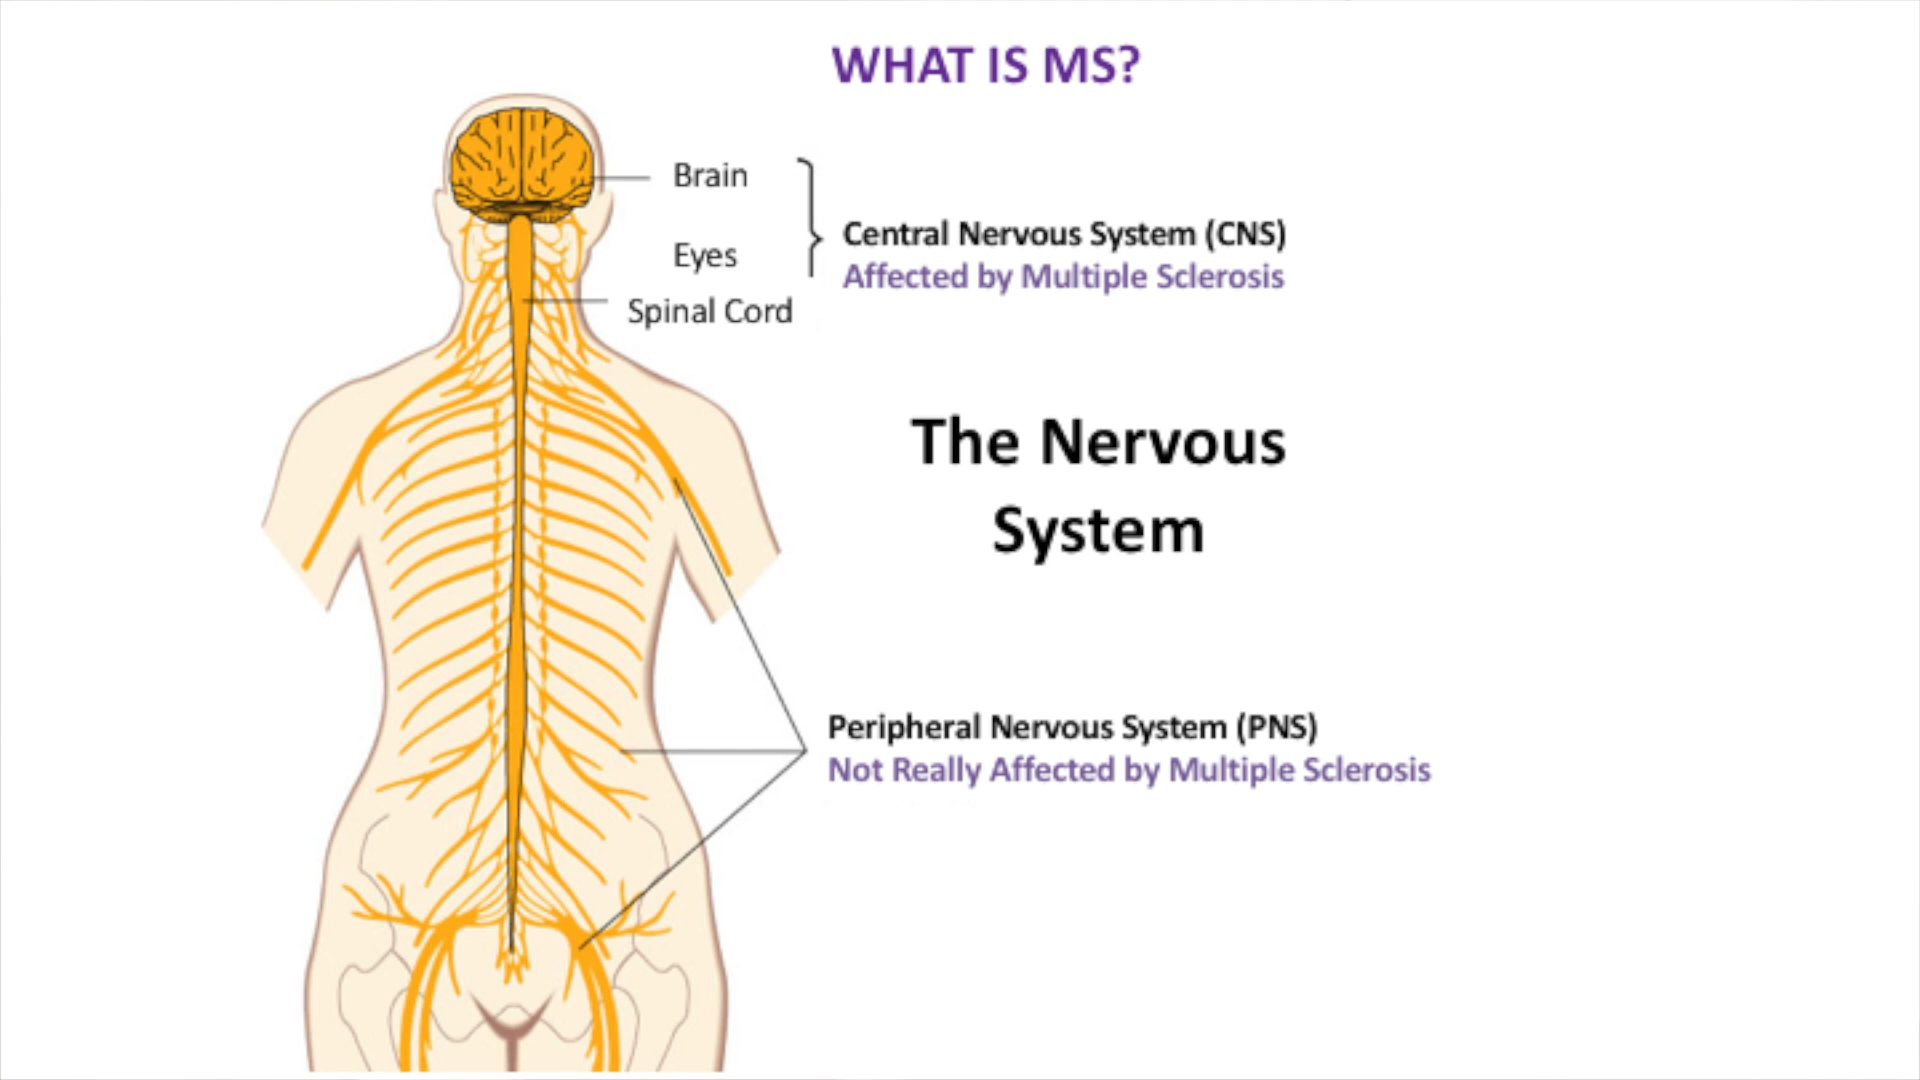 WHAT IS MS?
Brain
Eyes
Spinal Cord
Central Nervous System (CNS)
Affected by Multiple Sclerosis
The Nervous
System
Peripheral Nervous System (PNS)
Not Really Affected by Multiple Sclerosis